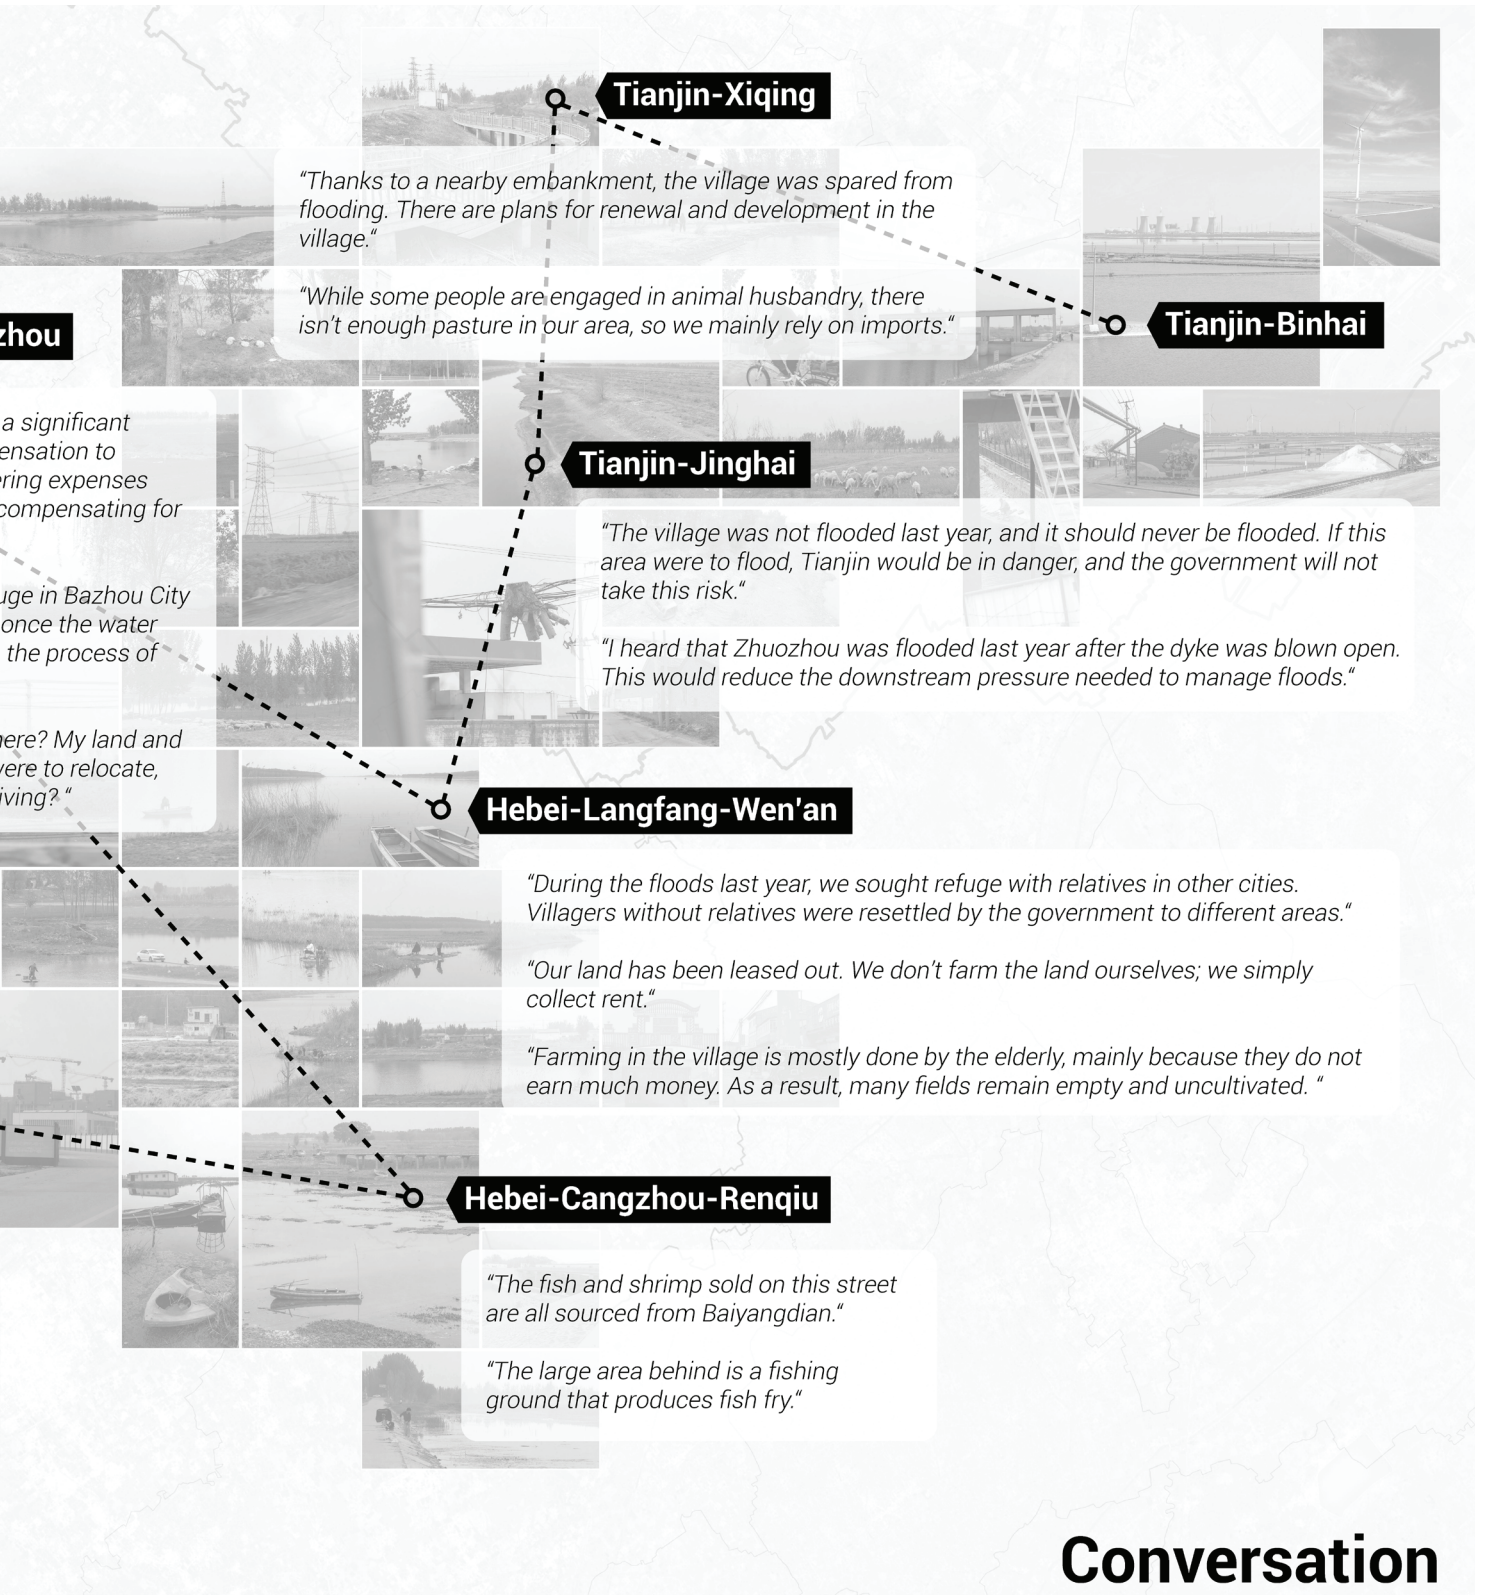 Tianjin-Xiqing
“Thanks to a nearby embankment, the village was spared from
flooding. There are plans for renewal and development in the
village.“
“While some people are engaged in animal husbandry, there
isn’t enough pasture in our area, so we mainly rely on imports.“
Tianjin-Binhai
zhou
a significant
ensation to
ering expenses
compensating for
uge in Bazhou City
once the water
the process of
here? My land and
were to relocate,
iving? “
Tianjin-Jinghai
“The village was not flooded last year, and it should never be flooded. If this
area were to flood, Tianjin would be in danger, and the government will not
take this risk.“
“I heard that Zhuozhou was flooded last year after the dyke was blown open.
This would reduce the downstream pressure needed to manage floods.“
Hebei-Langfang-Wen'an
“During the floods last year, we sought refuge with relatives in other cities.
Villagers without relatives were resettled by the government to different areas.“
“Our land has been leased out. We don’t farm the land ourselves; we simply
collect rent.“
“Farming in the village is mostly done by the elderly, mainly because they do not
earn much money. As a result, many fields remain empty and uncultivated. “
Hebei-Cangzhou-Renqiu
“The fish and shrimp sold on this street
are all sourced from Baiyangdian.“
“The large area behind is a fishing
ground that produces fish fry.“
Conversation